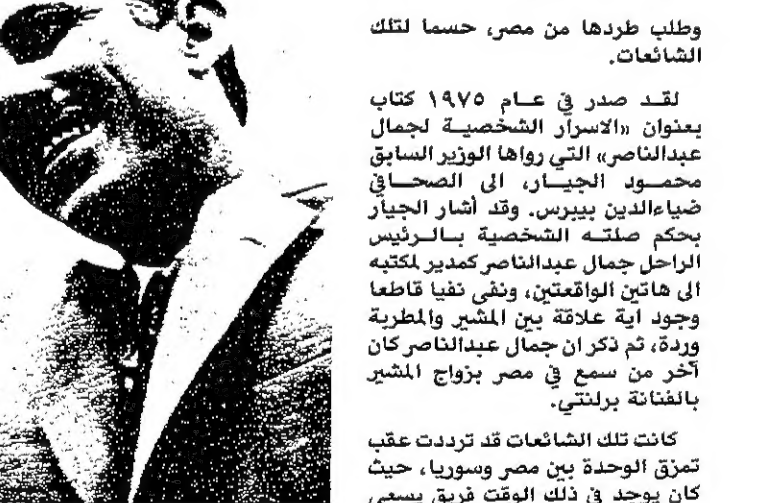 وطلب طردها من مصر، حسما لتلك
الشائعات.
لقد صدر في عام ١٩٧٥ كتاب
بعنوان «الاسرار الشخصية لجمال
عبدالناصر» التي رواها الوزير السابق
محمود الجيار، الى الصحافي
ضياءالدين بيبرس. وقد أشار الجيار
بحكم صلته الشخصية بالرئيس
الراحل جمال عبدالناصر كمدير لمكتبه
الى هاتين الواقعتين، ونفى نفيا قاطعا
وجود اية علاقة بين المشير والمطربة
وردة، ثم ذكر ان جمال عبدالناصر كان
آخر من سمع في مصر بزواج المشير
بالفنانة برلنتي.
كانت تلك الشائعات قد ترددت عقب
تمزق الوحدة بين مصر وسوريا، حيث
كان يوجد في ذلك الوقت فريق يسعى